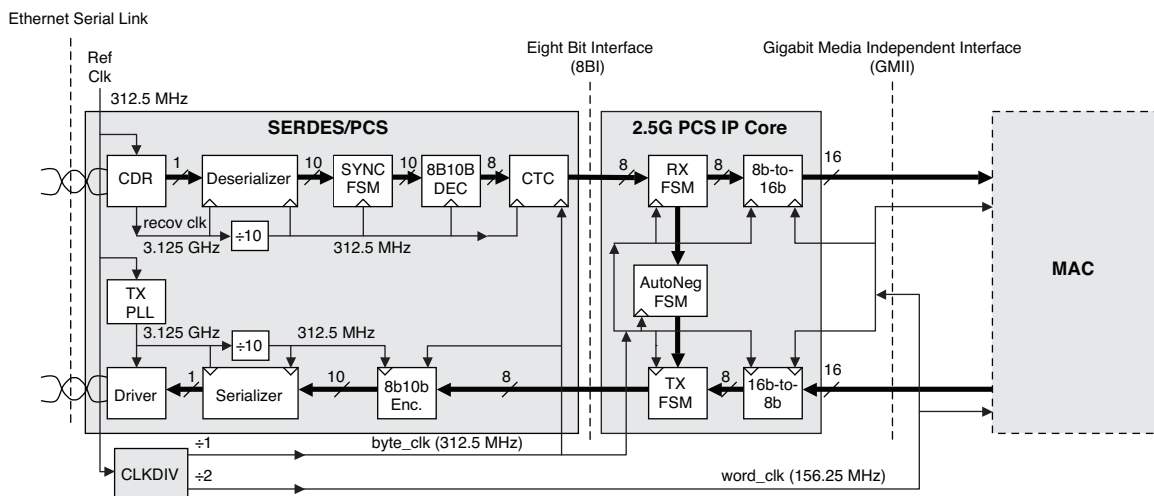 Ethernet Serial Link
Eight Bit Interface
(8BI)
Gigabit Media Independent Interface
(GMII)
Ref
Clk
312.5 MHz
SERDES/PCS
2.5G PCS IP Core
CDR
1
Deserializer
10
SYNC
FSM
10
8B10B
DEC
8
CTC
8
RX
FSM
8
8b-to-
16b
16
recov clk
3.125 GHz
÷10
312.5 MHz
MAC
AutoNeg
FSM
TX
PLL
3.125 GHz
÷10
312.5 MHz
Driver
1
Serializer
10
8b10b
Enc.
8
TX
FSM
8
16b-to-
8b
16
÷1
byte_clk (312.5 MHz)
CLKDIV
÷2
word_clk (156.25 MHz)